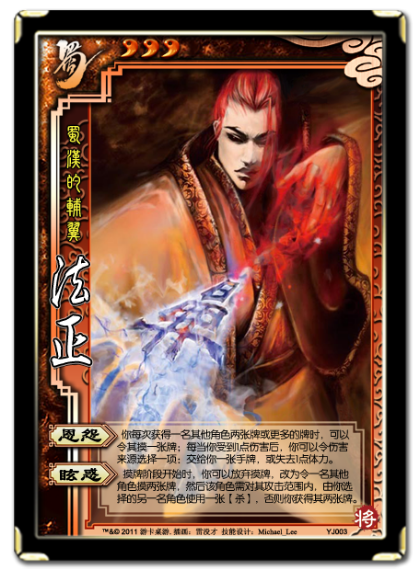 蜀
蜀漢的輔翼
法正
恩怨
你每次获得一名其他角色两张牌或更多的牌时，可以
令其摸一张牌；每当你受到1点伤害后，你可以令伤害
来源选择一项：交给你一张手牌，或失去1点体力。
眩惑
摸牌阶段开始时，你可以放弃摸牌，改为令一名其他
角色摸两张牌，然后该角色需对其攻击范围内，由你选
择的另一名角色使用一张【杀】，否则你获得其两张牌。
™&© 2011 游卡桌游. 插画：雷没才 技能设计：Michael_Lee YJ003
将